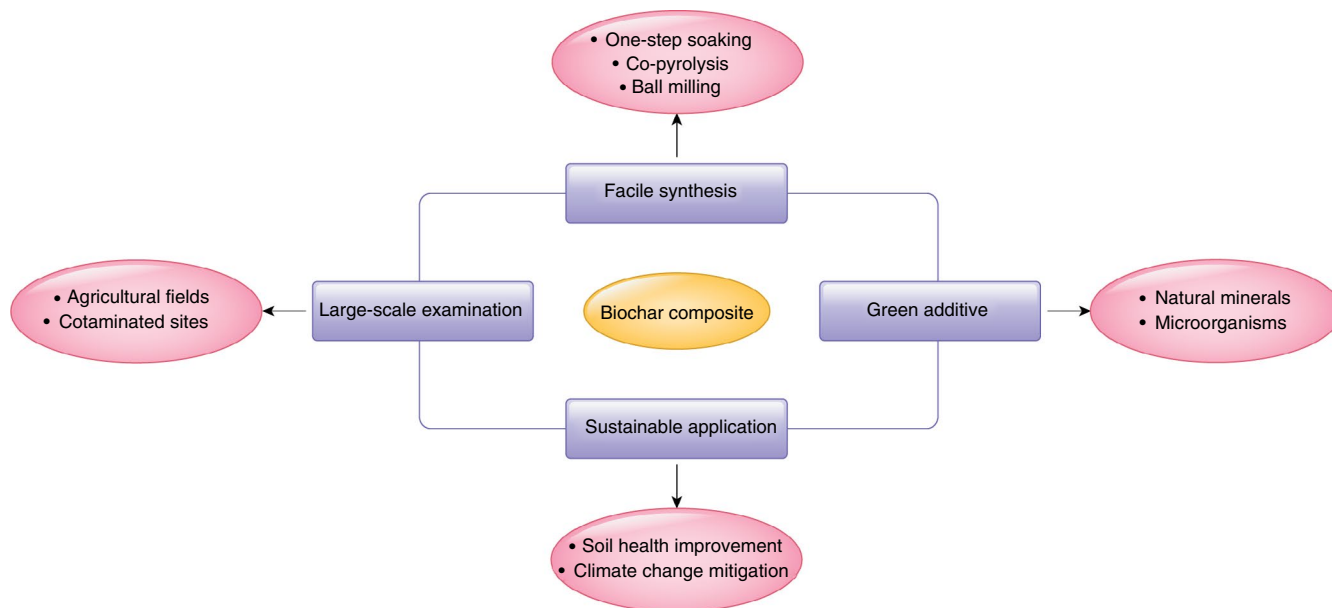 • One-step soaking
• Co-pyrolysis
• Ball milling
Facile synthesis
• Agricultural fields
• Cotaminated sites
Large-scale examination
Biochar composite
Green additive
• Natural minerals
• Microorganisms
Sustainable application
• Soil health improvement
• Climate change mitigation